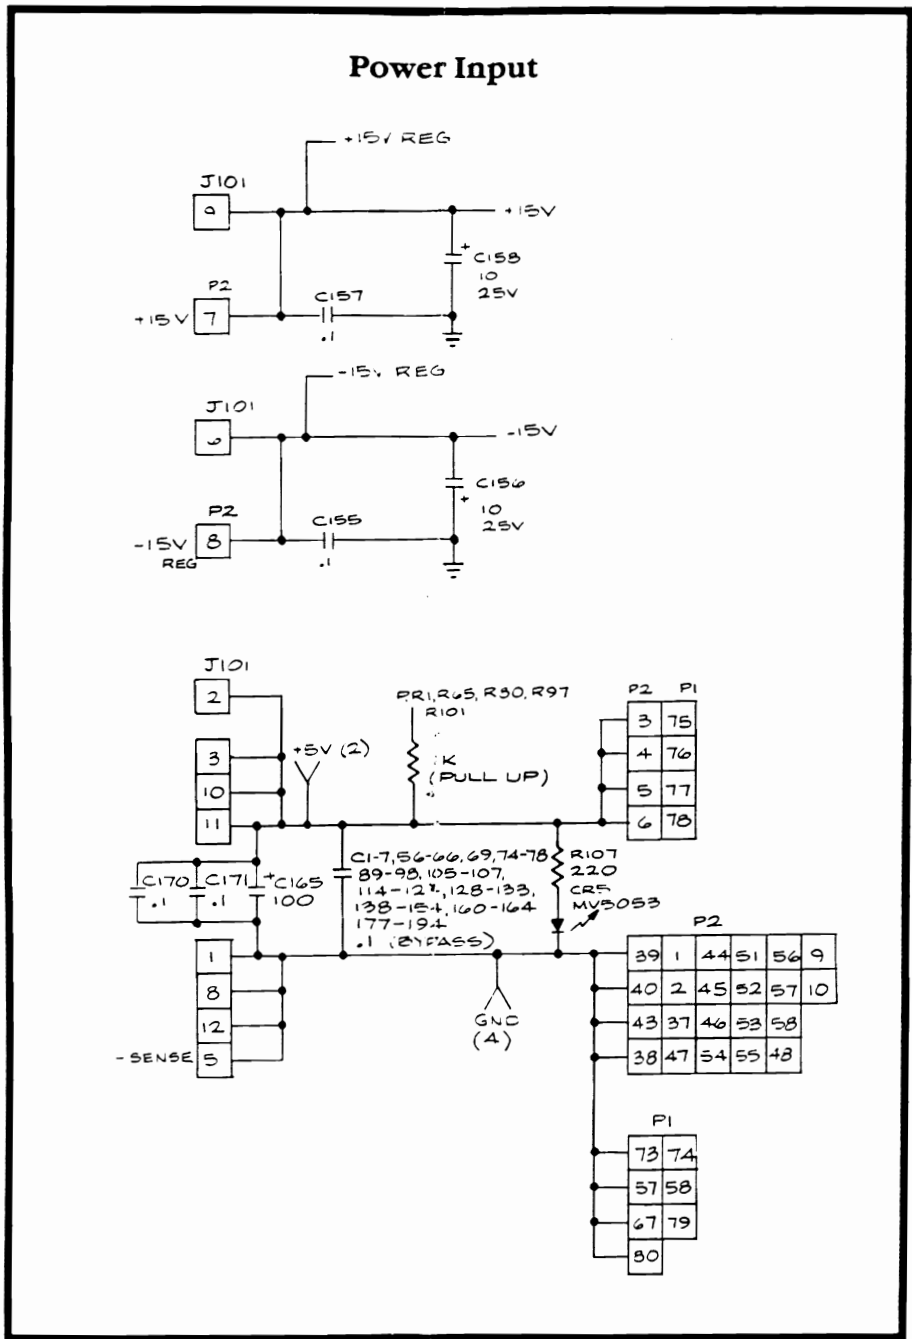 Power Input
+15V REG
J101
9
+15V
+
C158
10
25V
P2
+15V 7
C157
.1
-15V REG
J101
6
-15V
C156
+
10
25V
P2
-15V 8
REG
C155
.1
J101
2
3
10
11
+5V (2)
PR1, R65, R80, R97
R101
K
(PULL UP)
P2 P1
3 75
4 76
5 77
6 78
C170
.1
C171
.1
+
C165
100
C1-7, 56-66, 69, 74-78
89-98, 105-107,
128-133,
138-154, 160-164
177-194
.1 (BYPASS)
R107
220
CR5
MV5053
1
8
12
-SENSE 5
GND
(4)
P2
39 1 44 51 56 9
40 2 45 52 57 10
43 37 46 53 58
38 47 54 55 48
P1
73 74
57 58
67 79
80